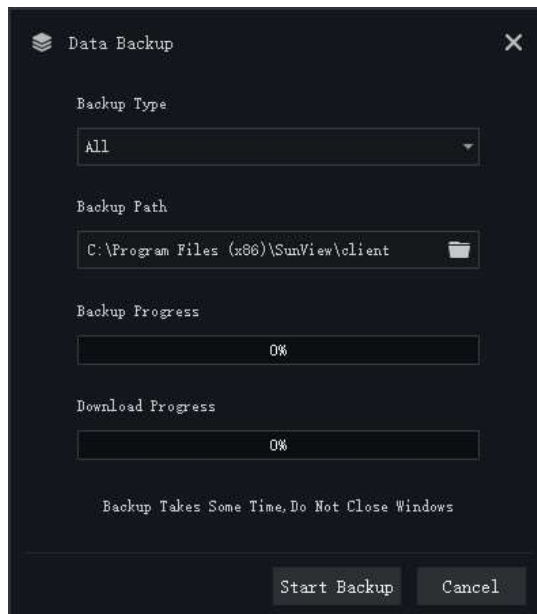 Data Backup
Backup Type
All
Backup Path
C:\Program Files (x86)\SunView\client
Backup Progress
0%
Download Progress
0%
Backup Takes Some Time,Do Not Close Windows
Start Backup Cancel